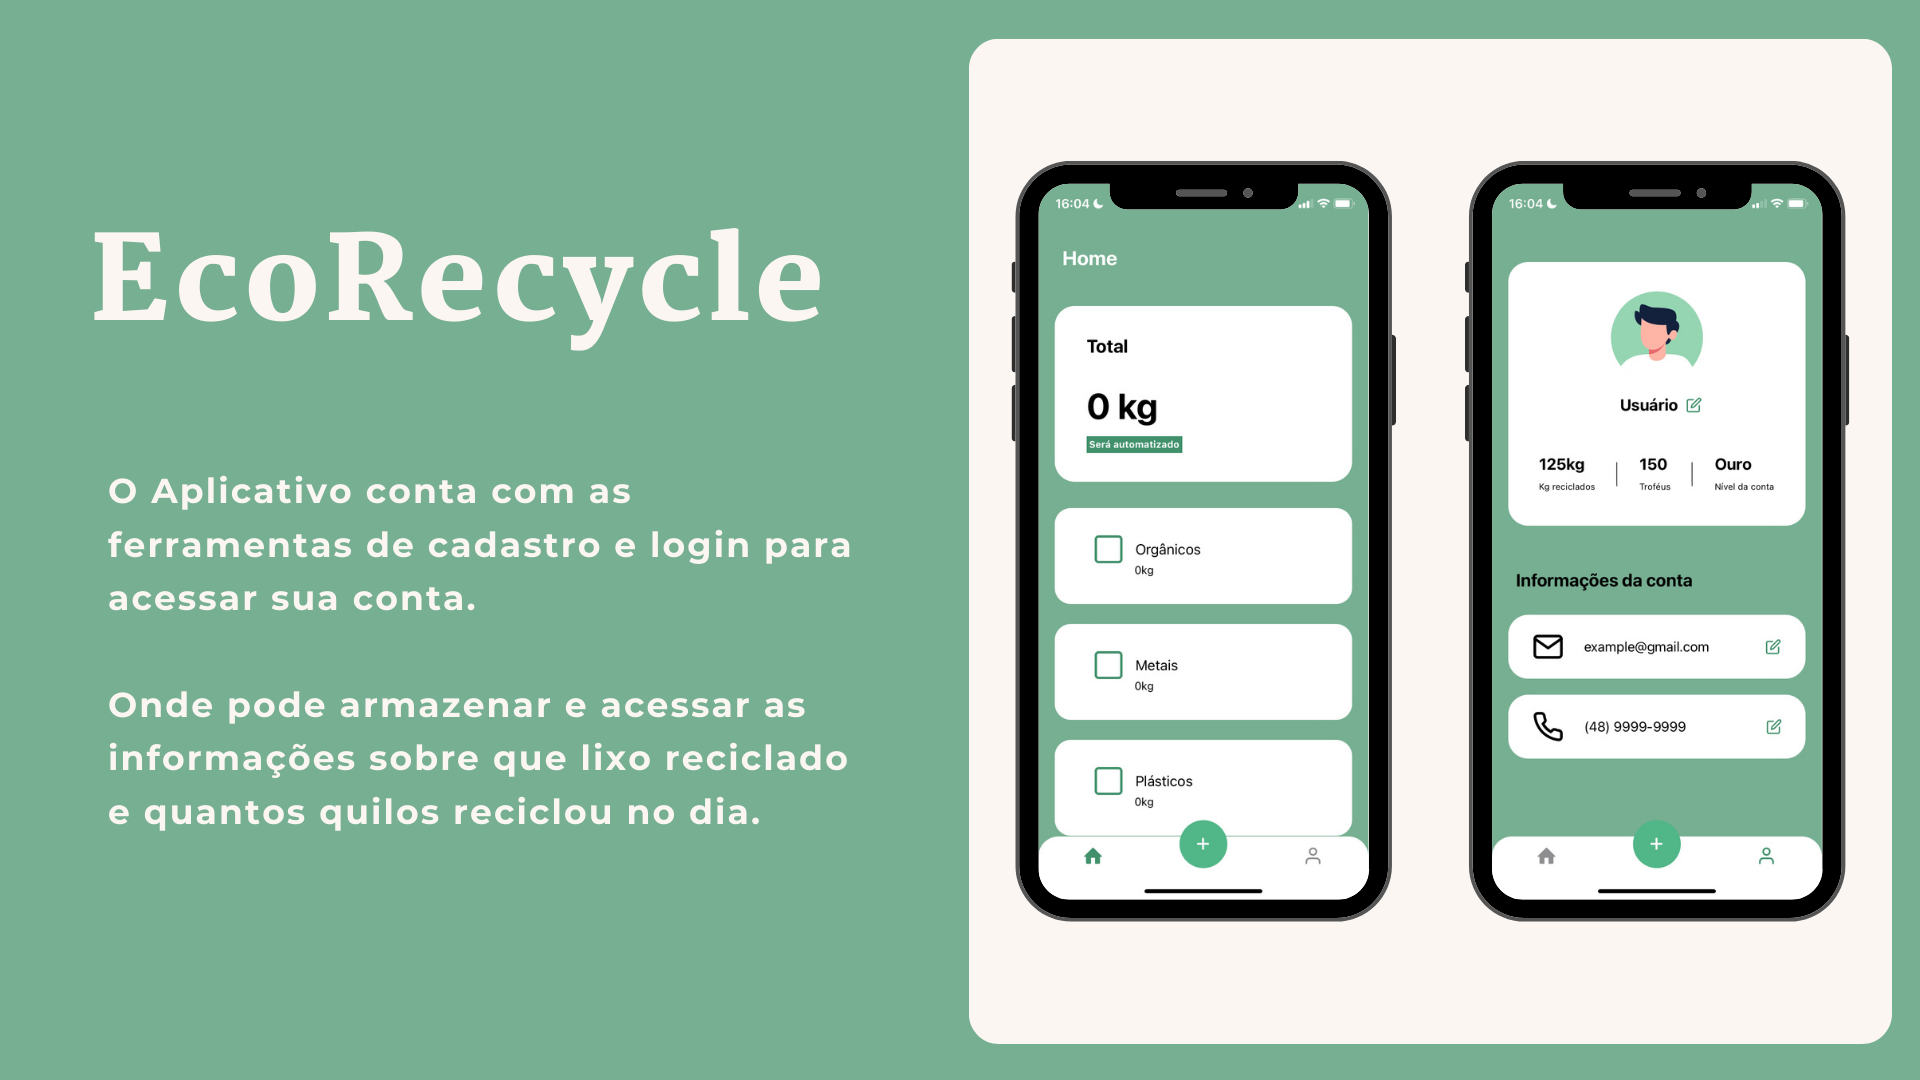 EcoRecycle
O Aplicativo conta com as
ferramentas de cadastro e login para
acessar sua conta.
Onde pode armazenar e acessar as
informações sobre que lixo reciclado
e quantos quilos reciclou no dia.
16:04
Home
Total
0 kg
Será automatizado
Orgânicos
0kg
Metais
0kg
Plásticos
0kg
+
16:04
Usuário
125kg 150 Ouro
Kg reciclados Troféus Nível da conta
Informações da conta
example@gmail.com
(48) 9999-9999
+